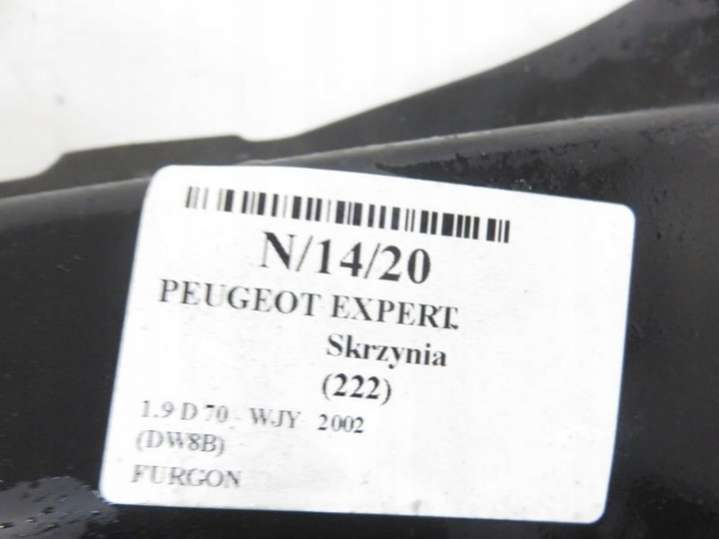 N/14/20
PEUGEOT EXPERT.
Skrzynia
(222)
1.9 D 70 - WJY 2002
(DW8B)
FURGON